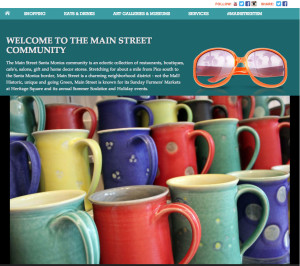 FOLLOW SHARE
SHOPPING EATS & DRINKS ART GALLERIES & MUSEUMS SERVICES #MAINSTREETSM
WELCOME TO THE MAIN STREET
COMMUNITY
The Main Street Santa Monica community is an eclectic collection of restaurants, boutiques,
cafe's, salons, gift and home decor stores. Stretching for about a mile from Pico south to
the Santa Monica border, Main Street is a charming neighborhood district - not the Mall!
Historic, unique and going Green, Main Street is known for its Sunday Farmers' Markets
at Heritage Square and its annual Summer Soulstice and Holiday events.